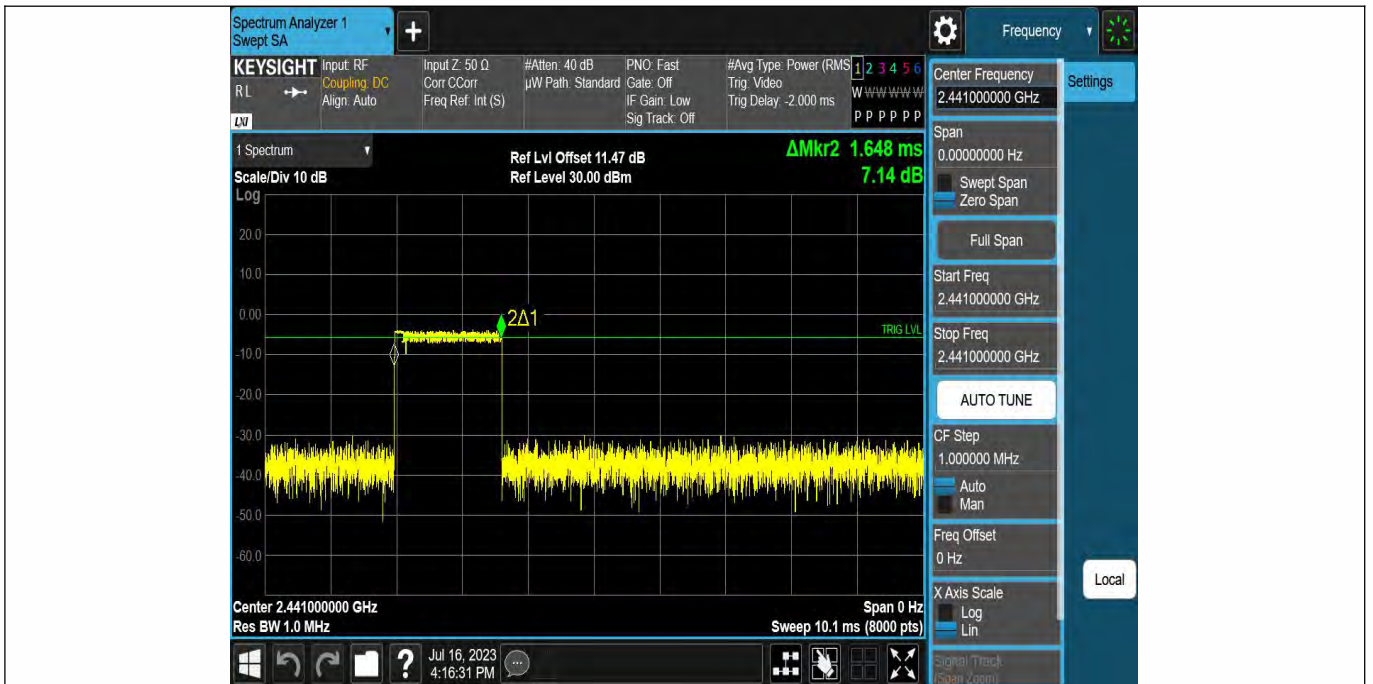 Spectrum Analyzer 1
Swept SA
+
Frequency
KEYSIGHT
RL
LXI
Input: RF
Coupling: DC
Align: Auto
Input Z: 50 Ω
Corr CCorr
Freq Ref: Int (S)
#Atten: 40 dB
µW Path: Standard
PNO: Fast
Gate: Off
IF Gain: Low
Sig Track: Off
#Avg Type: Power (RMS
Trig: Video
Trig Delay: -2.000 ms
1 2 3 4 5 6
W W W W W W
P P P P P P
1 Spectrum
Scale/Div 10 dB
Log
Ref Lvl Offset 11.47 dB
Ref Level 30.00 dBm
ΔMkr2 1.648 ms
7.14 dB
20.0
10.0
0.00
-10.0
-20.0
-30.0
-40.0
-50.0
-60.0
2Δ1
TRIG LVL
Center 2.441000000 GHz
Res BW 1.0 MHz
Span 0 Hz
Sweep 10.1 ms (8000 pts)
?
Jul 16, 2023
4:16:31 PM
Center Frequency
2.441000000 GHz
Span
0.00000000 Hz
Swept Span
Zero Span
Full Span
Start Freq
2.441000000 GHz
Stop Freq
2.441000000 GHz
AUTO TUNE
CF Step
1.000000 MHz
Auto
Man
Freq Offset
0 Hz
X Axis Scale
Log
Lin
Signal Track
(Span Zoom)
Settings
Local